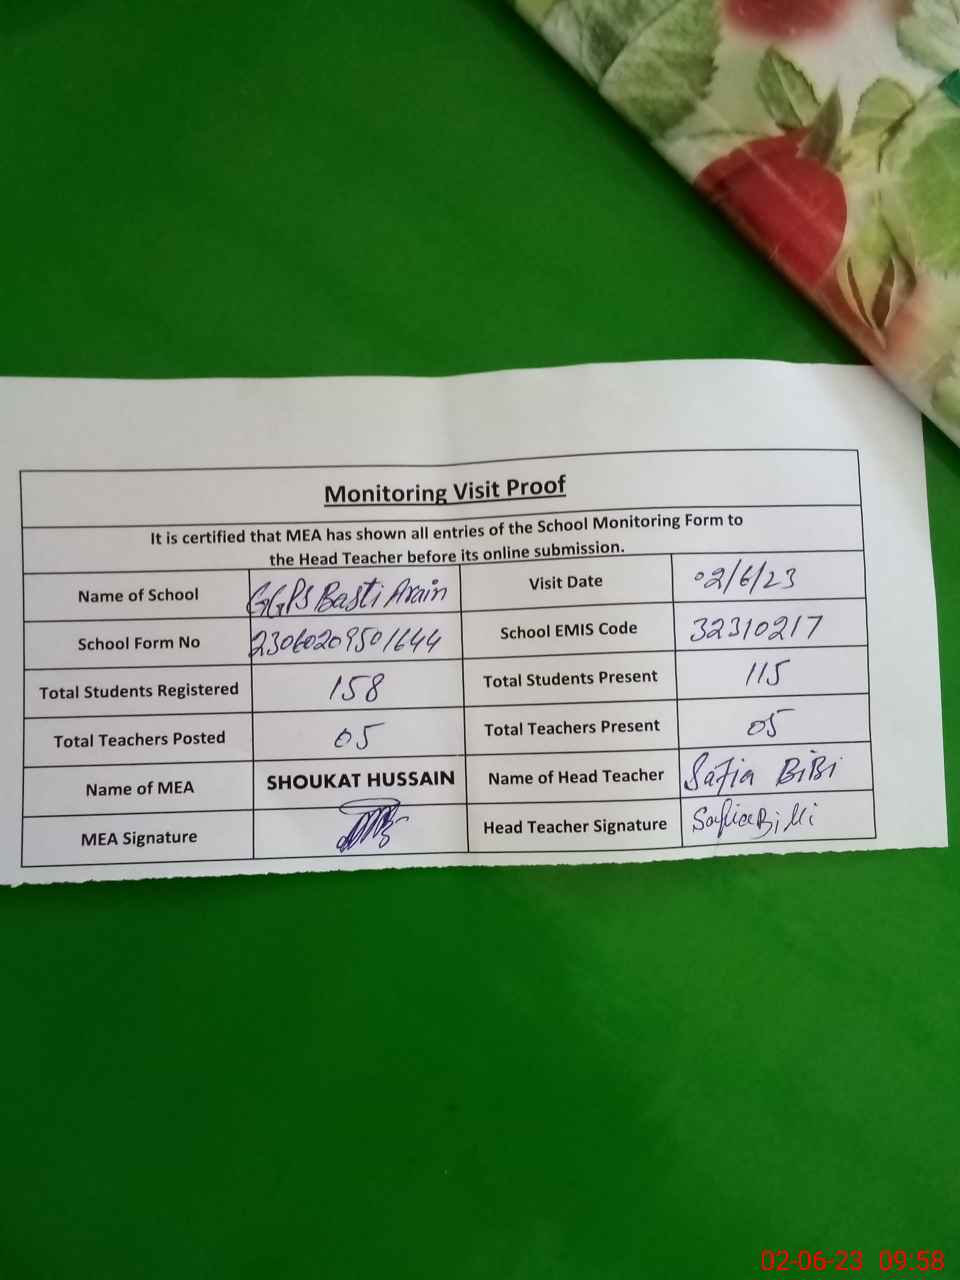 Monitoring Visit Proof
It is certified that MEA has shown all entries of the School Monitoring Form to
the Head Teacher before its online submission.
Name of School GGPS Basti Arain Visit Date 02/6/23
School Form No 23060209501644 School EMIS Code 32310217
Total Students Registered 158 Total Students Present 115
Total Teachers Posted 05 Total Teachers Present 05
Name of MEA SHOUKAT HUSSAIN Name of Head Teacher Safia BiBi
MEA Signature Head Teacher Signature Safia Bibi
02-06-23 09:58